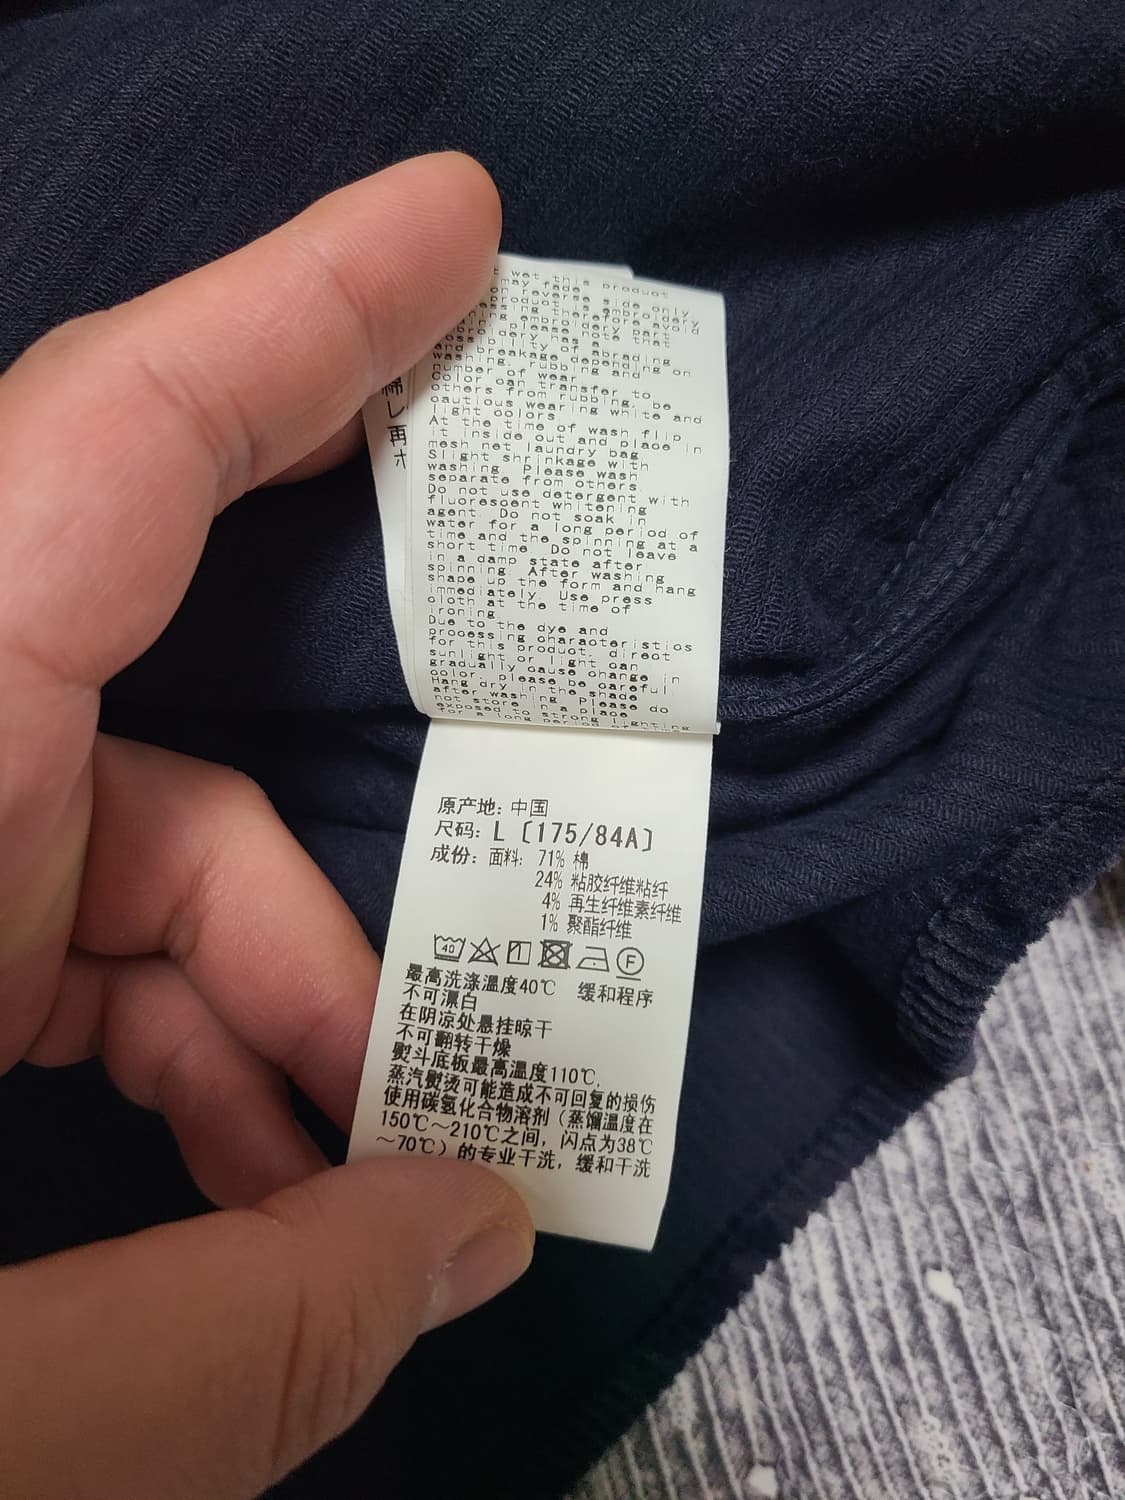 棉
レ
再
ホ
t wet this product
may fade
on reverse side only
product is embroidery
therefore avoid
embroidery part
please note that
has a
possibility of abrading
and breakage depending on
washing, rubbing and
number of wear
Color can transfer to
others from rubbing, be
cautious wearing white and
light colors
At the time of wash flip
it inside out and place in
mesh net laundry bag
Slight shrinkage with
washing, please wash
separate from others
Do not use detergent with
fluorescent whitening
agent Do not soak in
water for a long period of
time and the spinning at a
short time Do not leave
in a damp state after
spinning After washing
shape up the form and hang
immediately. Use press
cloth at the time of
ironing
Due to the dye and
processing characteristics
for this product, direct
sunlight or light can
gradually cause change in
color, please be careful.
Hang dry in the shade
after washing Please do
not store in a place
exposed to strong lighting
for a long period of time
原产地: 中国
尺码: L [175/84A]
成份: 面料: 71% 棉
24% 粘胶纤维粘纤
4% 再生纤维素纤维
1% 聚酯纤维
40 F
最高洗涤温度40℃ 缓和程序
不可漂白
在阴凉处悬挂晾干
不可翻转干燥
熨斗底板最高温度110℃,
蒸汽熨烫可能造成不可回复的损伤
使用碳氢化合物溶剂（蒸馏温度在
150℃～210℃之间, 闪点为38℃
～70℃）的专业干洗, 缓和干洗